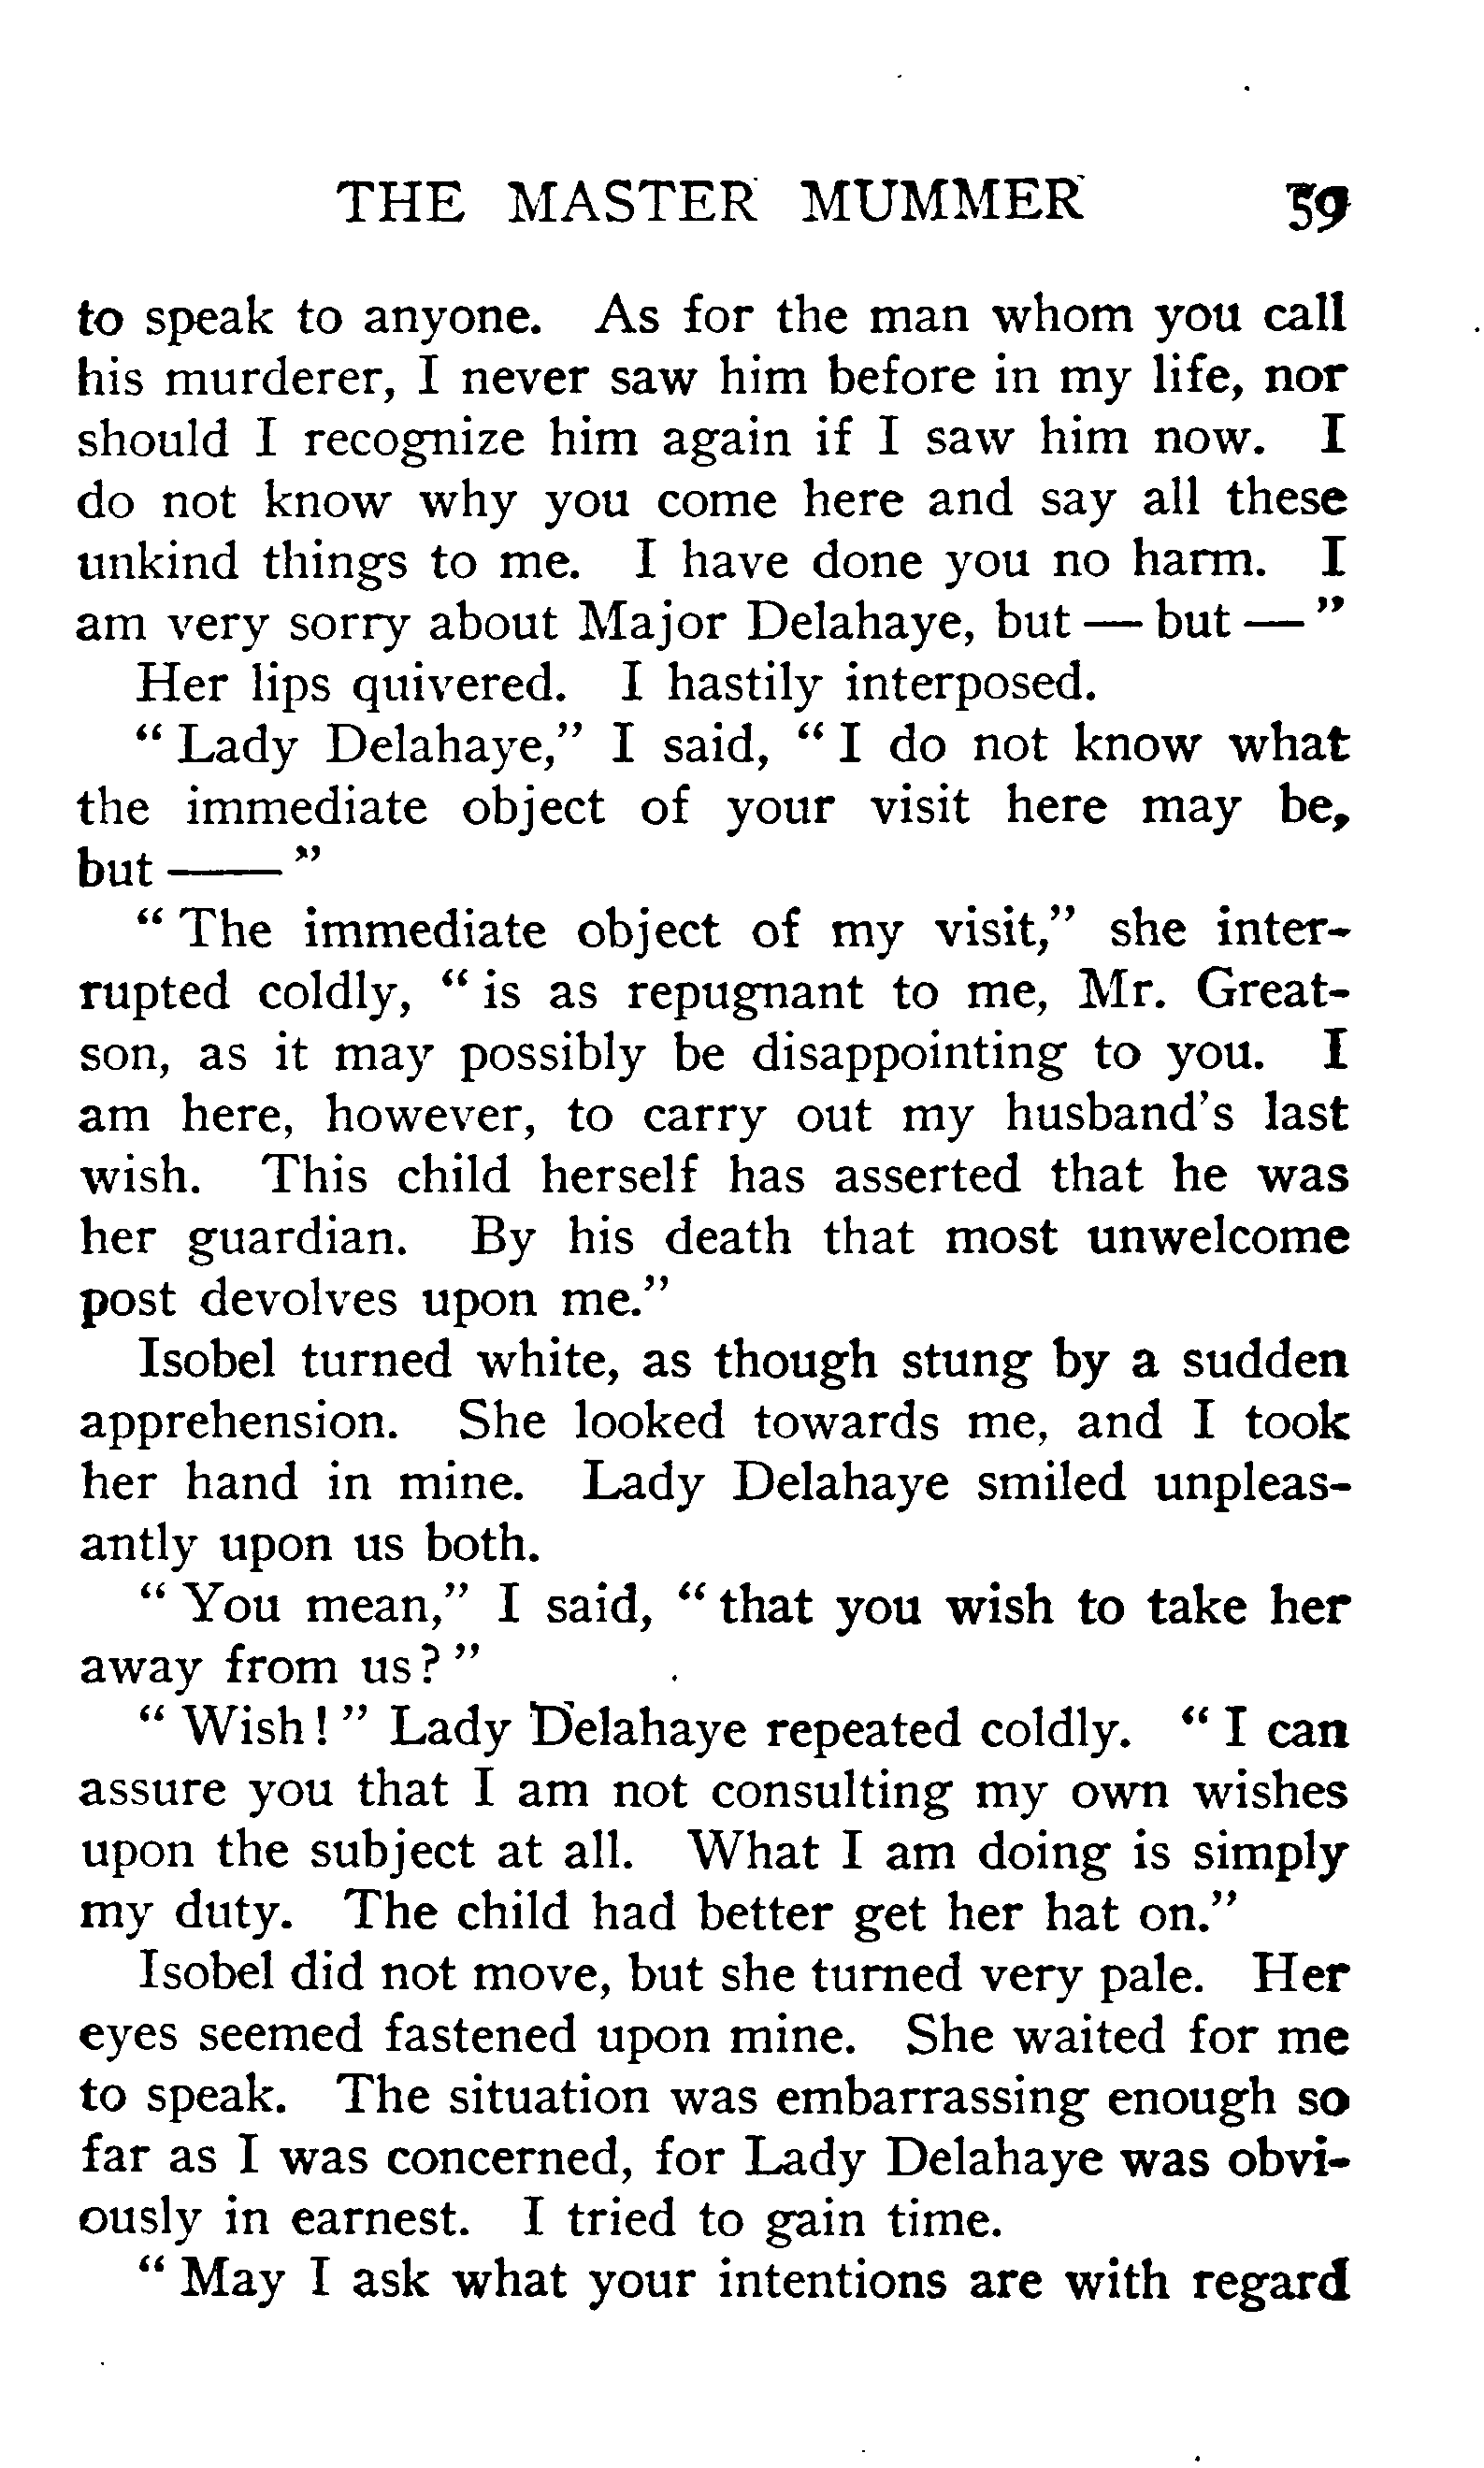 THE MASTER MUMMER 59
to speak to anyone. As for the man whom you call
his murderer, I never saw him before in my life, nor
should I recognize him again if I saw him now. I
do not know why you come here and say all these
unkind things to me. I have done you no harm. I
am very sorry about Major Delahaye, but — but — ”
Her lips quivered. I hastily interposed.
“ Lady Delahaye,” I said, “ I do not know what
the immediate object of your visit here may be,
but —— ”
“ The immediate object of my visit,” she inter-
rupted coldly, “ is as repugnant to me, Mr. Great-
son, as it may possibly be disappointing to you. I
am here, however, to carry out my husband's last
wish. This child herself has asserted that he was
her guardian. By his death that most unwelcome
post devolves upon me.”
Isobel turned white, as though stung by a sudden
apprehension. She looked towards me, and I took
her hand in mine. Lady Delahaye smiled unpleas-
antly upon us both.
“ You mean,” I said, “ that you wish to take her
away from us? ”
“ Wish! ” Lady Delahaye repeated coldly. “ I can
assure you that I am not consulting my own wishes
upon the subject at all. What I am doing is simply
my duty. The child had better get her hat on.”
Isobel did not move, but she turned very pale. Her
eyes seemed fastened upon mine. She waited for me
to speak. The situation was embarrassing enough so
far as I was concerned, for Lady Delahaye was obvi-
ously in earnest. I tried to gain time.
“ May I ask what your intentions are with regard